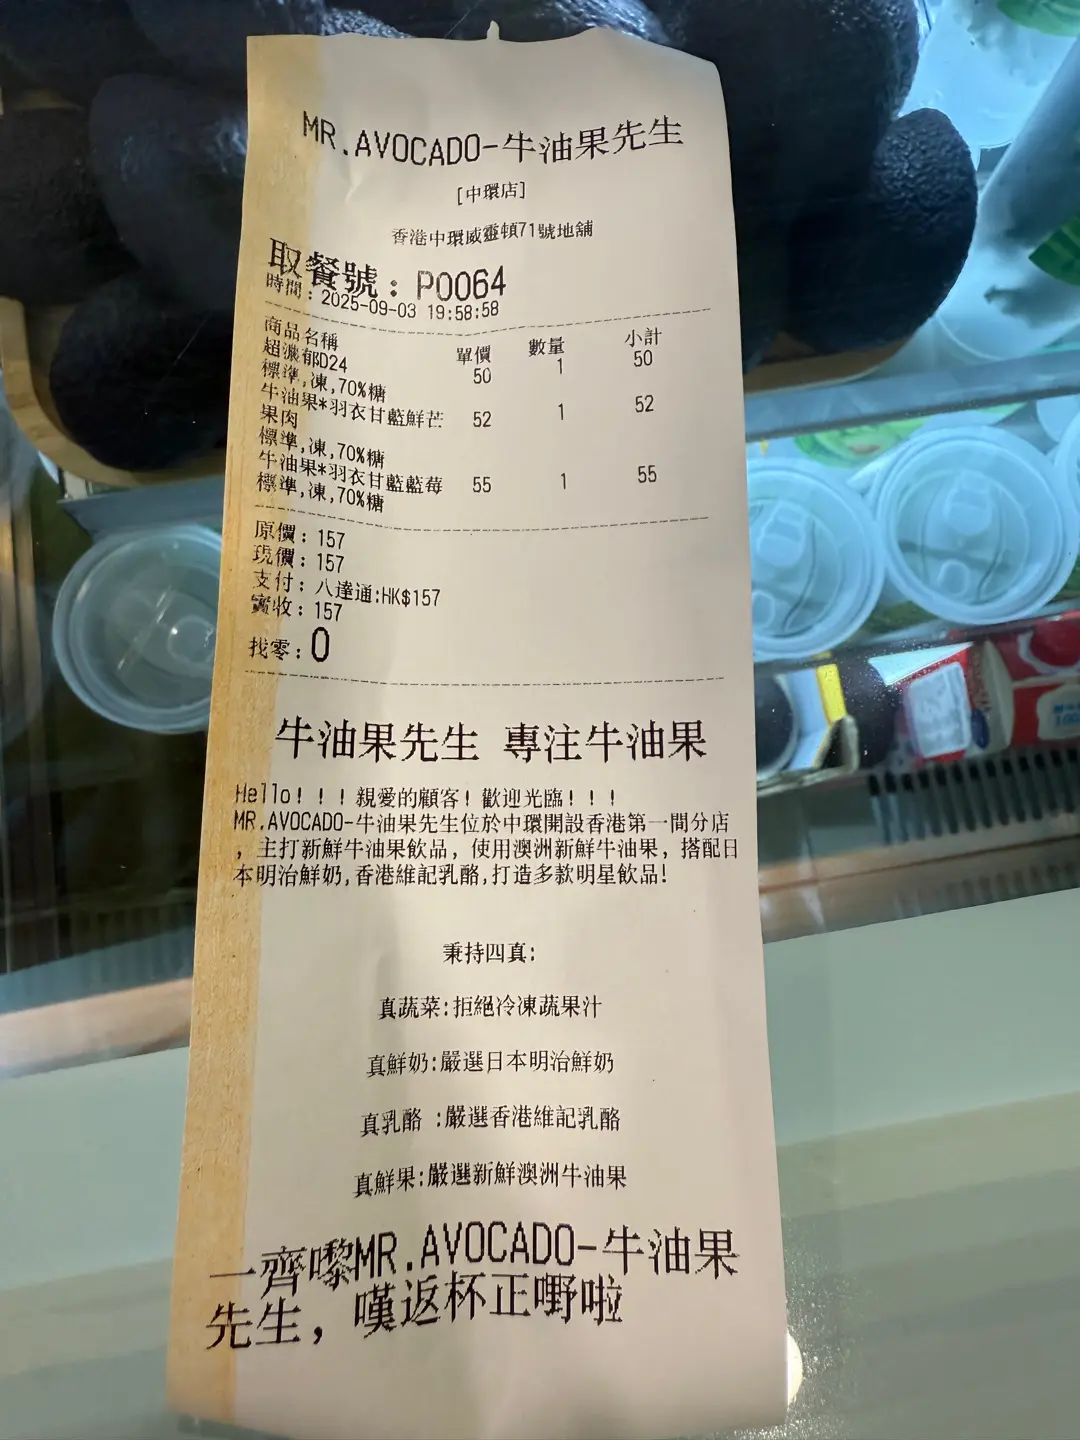 MR.AVOCADO-牛油果先生
[中環店]
香港中環威靈頓71號地舖
取餐號：P0064
時間：2025-09-03 19:58:58
商品名稱 單價 數量 小計
超濃郁D24 50 1 50
標準,凍,70%糖
牛油果*羽衣甘藍鮮芒 52 1 52
果肉
標準,凍,70%糖
牛油果*羽衣甘藍藍莓 55 1 55
標準,凍,70%糖
原價：157
現價：157
支付：八達通:HK$157
實收：157
找零：0
牛油果先生 專注牛油果
Hello！！！親愛的顧客！歡迎光臨！！！
MR.AVOCADO-牛油果先生位於中環開設香港第一間分店
，主打新鮮牛油果飲品，使用澳洲新鮮牛油果，搭配日
本明治鮮奶,香港維記乳酪,打造多款明星飲品！
秉持四真：
真蔬菜:拒絕冷凍蔬果汁
真鮮奶:嚴選日本明治鮮奶
真乳酪 :嚴選香港維記乳酪
真鮮果:嚴選新鮮澳洲牛油果
一齊嚟MR.AVOCADO-牛油果
先生，嘆返杯正嘢啦